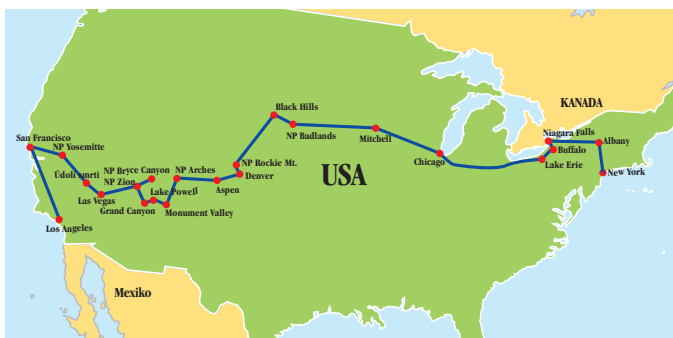 Black Hills
NP Badlands
KANADA
Mitchell
Niagara Falls
Albany
San Francisco
NP Yosemitte
Buffalo
Chicago
Lake Erie
NP Rockie Mt.
NP Bryce Canyon
NP Arches
Denver
USA
New York
Údolí smrti
NP Zion
Lake Powell
Aspen
Las Vegas
Grand Canyon
Monument Valley
Los Angeles
Mexiko